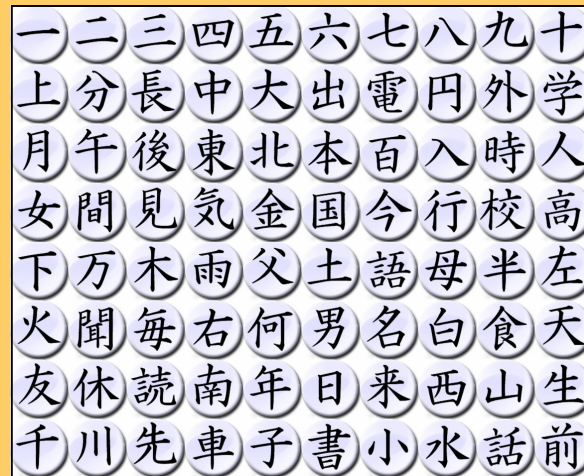 一二三四五六七八九十
上分長中大出電円外学
月午後東北本百入時人
女間見気金国今行校高
下万木雨父土語母半左
火聞毎右何男名白食天
友休読南年日来西山生
千川先車子書小水話前